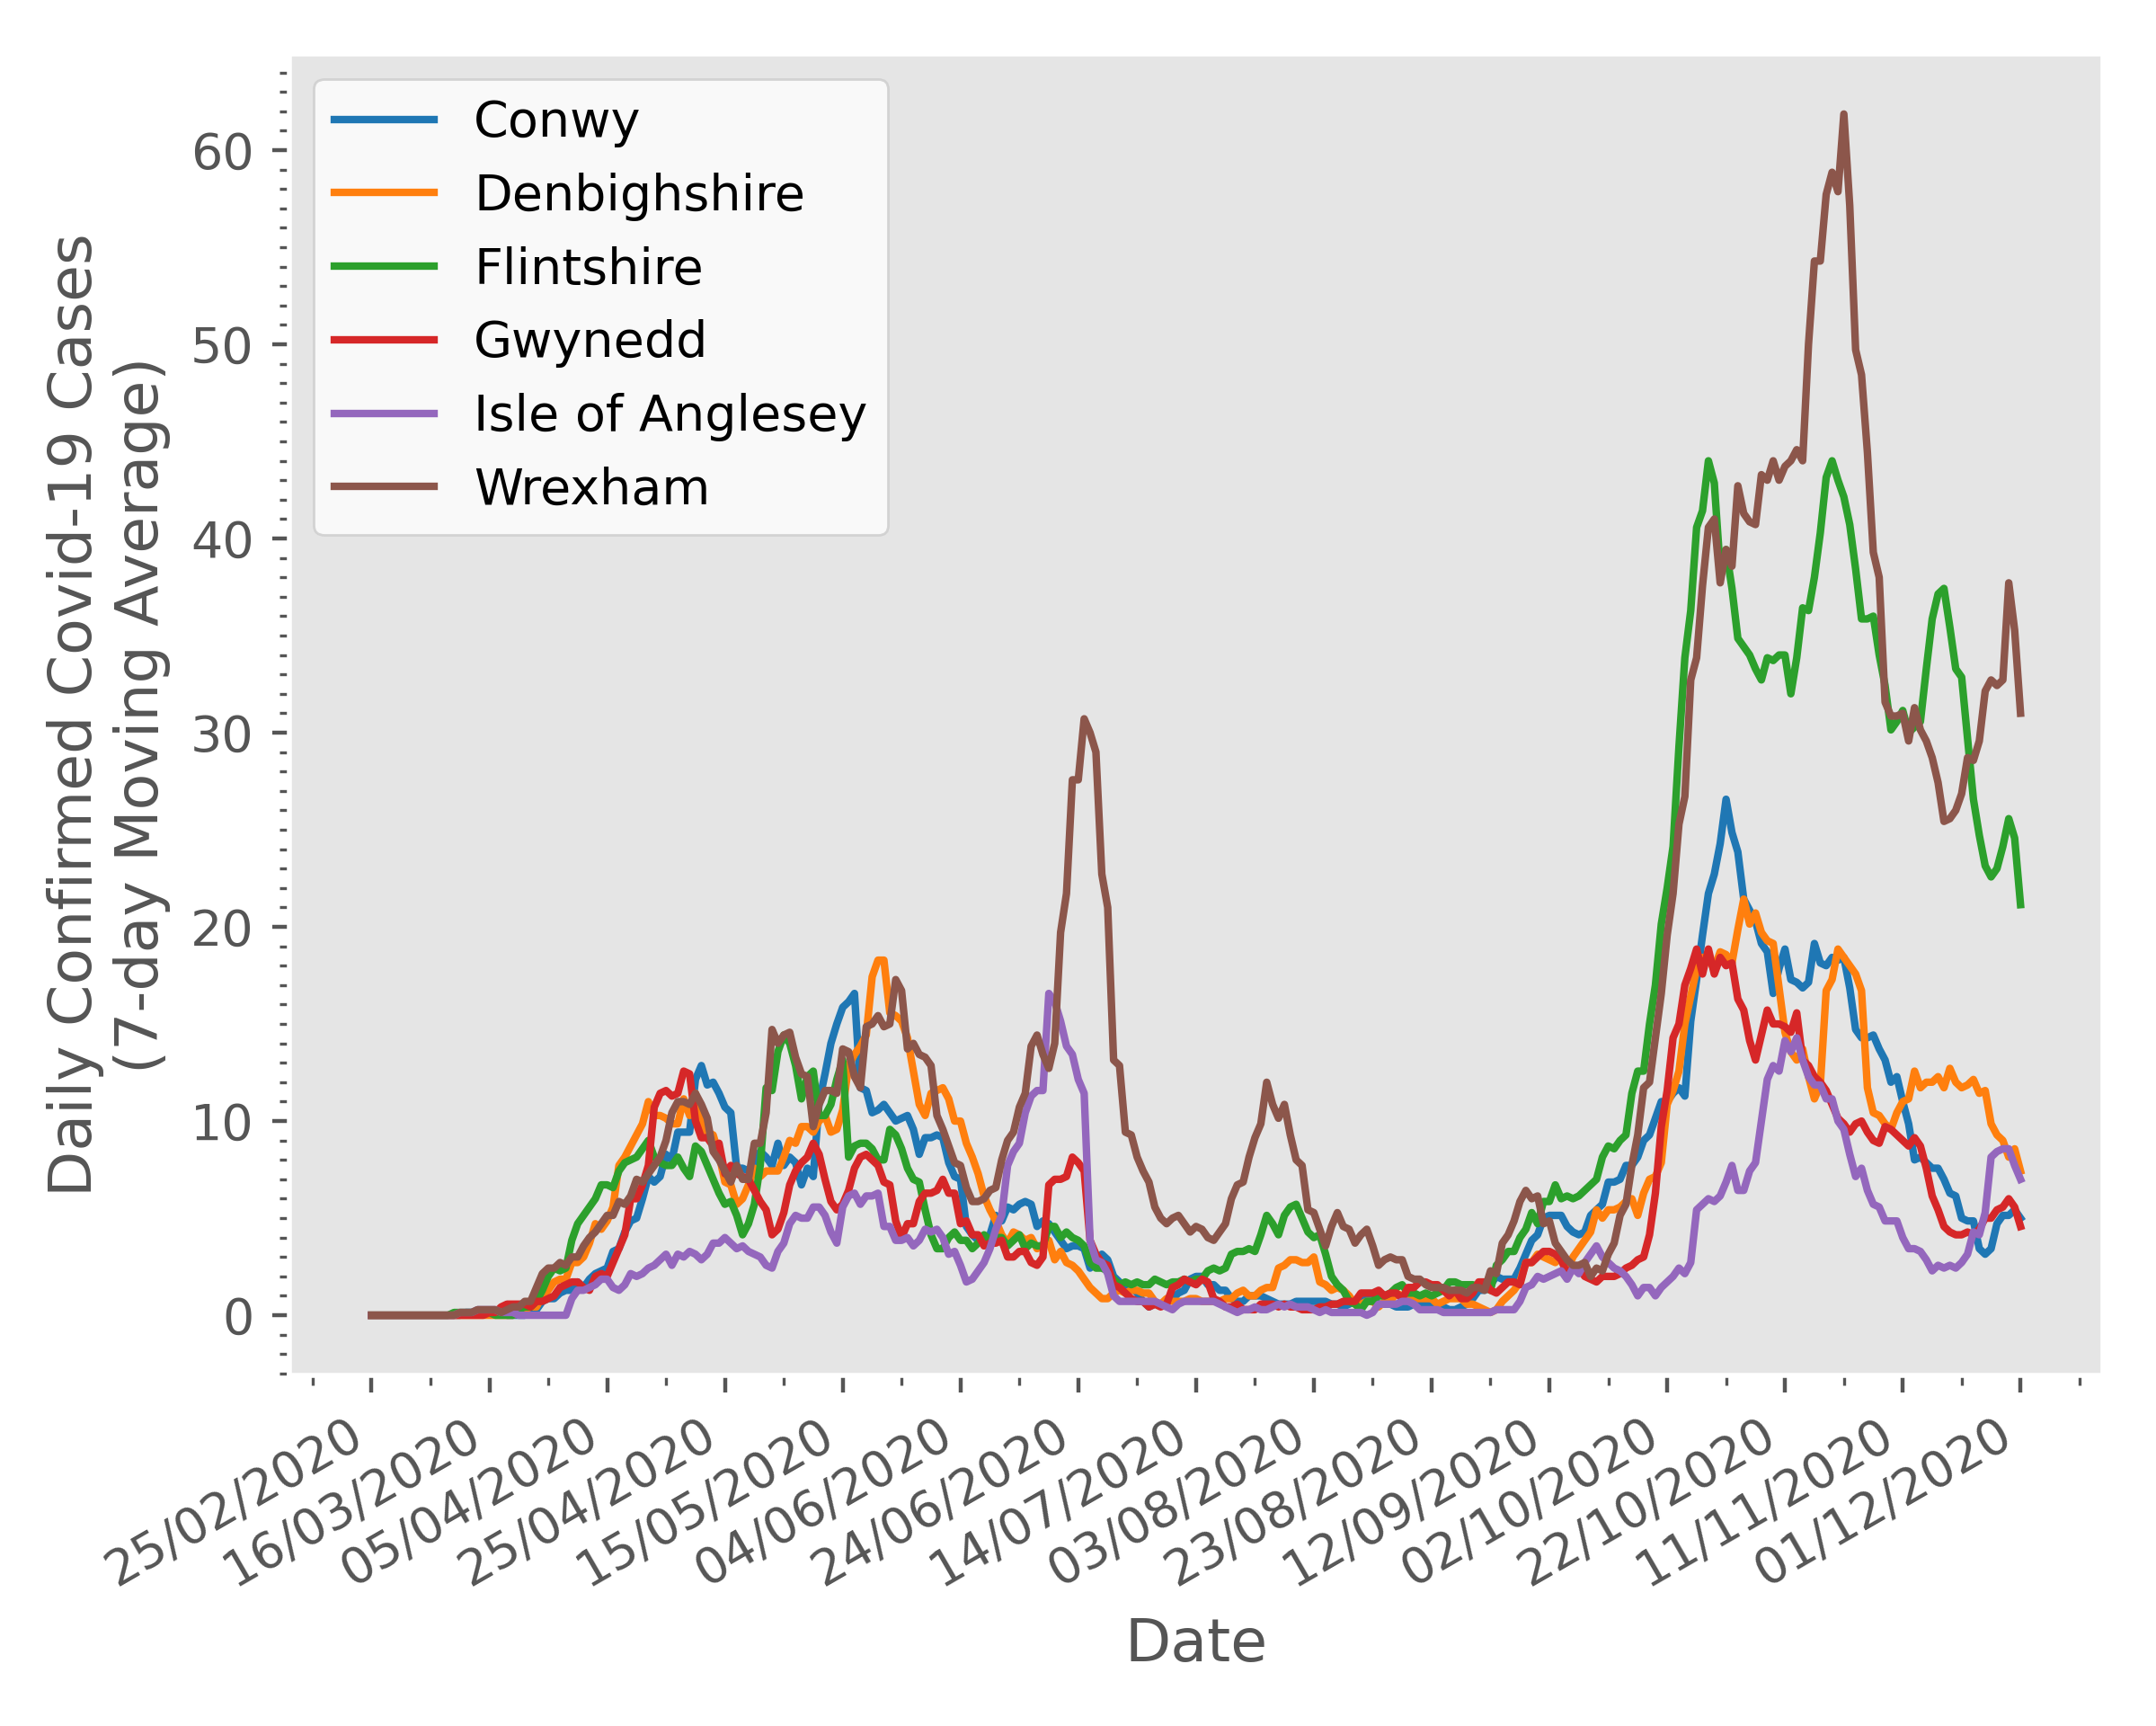 Conwy
Denbighshire
Flintshire
Gwynedd
Isle of Anglesey
Wrexham
Daily Confirmed Covid-19 Cases
(7-day Moving Average)
60
50
40
30
20
10
0
25/02/2020
16/03/2020
05/04/2020
25/04/2020
15/05/2020
04/06/2020
24/06/2020
14/07/2020
03/08/2020
23/08/2020
12/09/2020
02/10/2020
22/10/2020
11/11/2020
01/12/2020
Date